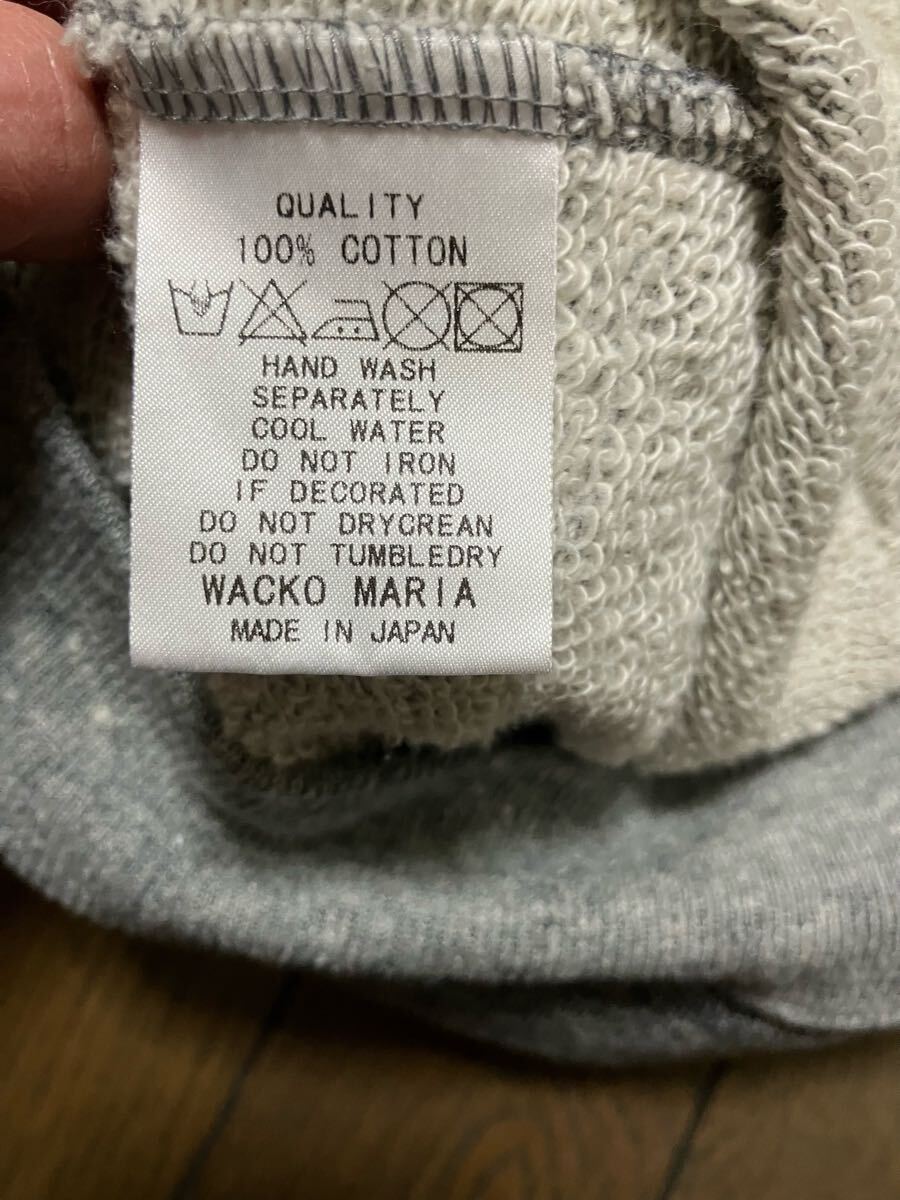 QUALITY
100% COTTON
HAND WASH
SEPARATELY
COOL WATER
DO NOT IRON
IF DECORATED
DO NOT DRYCREAN
DO NOT TUMBLEDRY
WACKO MARIA
MADE IN JAPAN